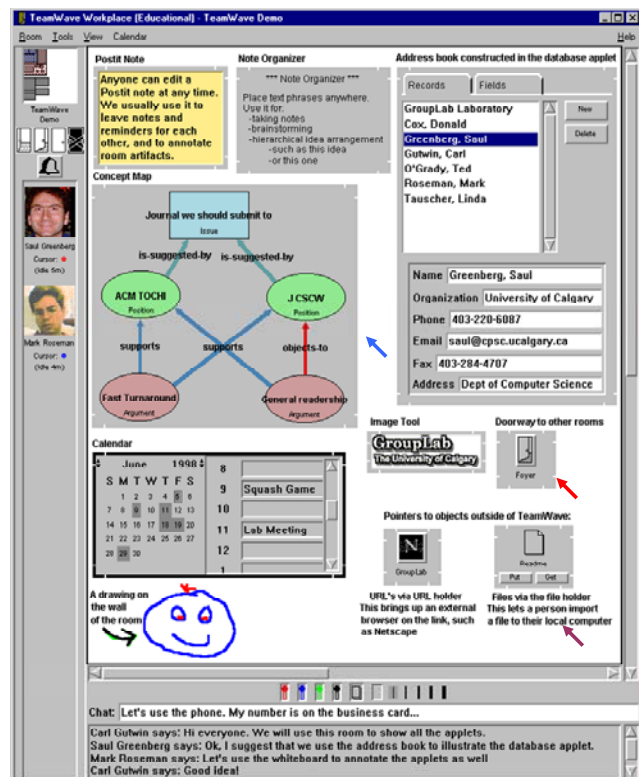 TeamWave Workplace (Educational) - TeamWave Demo
Room Tools View Calendar Help
TeamWave
Demo
Saul Greenberg
Cursor:
(Idle 6m)
Mark Roseman
Cursor:
(Idle 4m)
Postit Note
Anyone can edit a
Postit note at any time.
We usually use it to
leave notes and
reminders for each
other, and to annotate
room artifacts.
Note Organizer
*** Note Organizer ***
Place text phrases anywhere.
Use it for:
-taking notes
-brainstorming
-hierarchical idea arrangement
-such as this idea
-or this one
Address book constructed in the database applet
Records Fields
GroupLab Laboratory
Cox, Donald
Greenberg, Saul
Gutwin, Carl
O'Grady, Ted
Roseman, Mark
Tauscher, Linda
New
Delete
Name Greenberg, Saul
Organization University of Calgary
Phone 403-220-6087
Email saul@cpsc.ucalgary.ca
Fax 403-284-4707
Address Dept of Computer Science
Concept Map
Journal we should submit to
Issue
is-suggested-by is-suggested-by
ACM TOCHI
Position
J CSCW
Position
supports supports objects-to
Fast Turnaround
Argument
General readership
Argument
Calendar
June 1998
S M T W T F S
1 2 3 4 5 6
7 8 9 10 11 12 13
14 15 16 17 18 19 20
21 22 23 24 25 26 27
28 29 30
8
9 Squash Game
10
11 Lab Meeting
12
1
Image Tool
GroupLab
The University of Calgary
Doorway to other rooms
Foyer
Pointers to objects outside of TeamWave:
N
GroupLab
Readme
Put Get
URL's via URL holder
This brings up an external
browser on the link, such
as Netscape
Files via the file holder
This lets a person import
a file to their local computer
A drawing on
the wall
of the room
Chat: Let's use the phone. My number is on the business card...
Carl Gutwin says: Hi everyone. We will use this room to show all the applets.
Saul Greenberg says: Ok, I suggest that we use the address book to illustrate the database applet.
Mark Roseman says: Let's use the whiteboard to annotate the applets as well
Carl Gutwin says: Good idea!